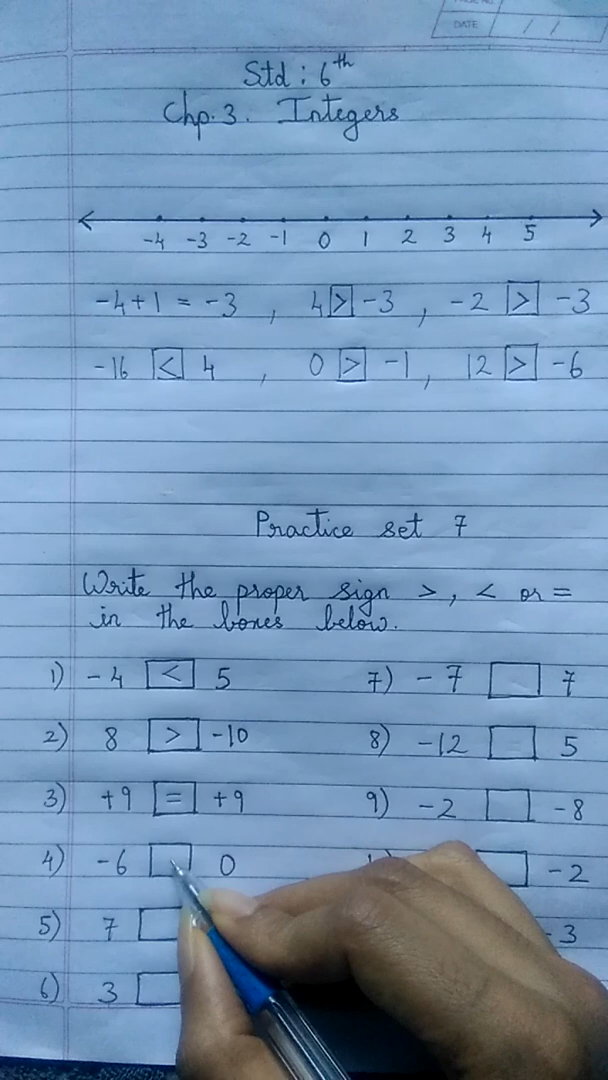 DATE / /
Std : 6th
Chp. 3. Integers
-4 -3 -2 -1 0 1 2 3 4 5
-4+1 = -3 , 4 > -3 , -2 > -3
-16 < 4 , 0 > -1 , 12 > -6
Practice set 7
Write the proper sign >, < or =
in the boxes below.
1) -4 < 5 7) -7 7
2) 8 > -10 8) -12 5
3) +9 = +9 9) -2 -8
4) -6 0 -2
5) 7 3
6) 3